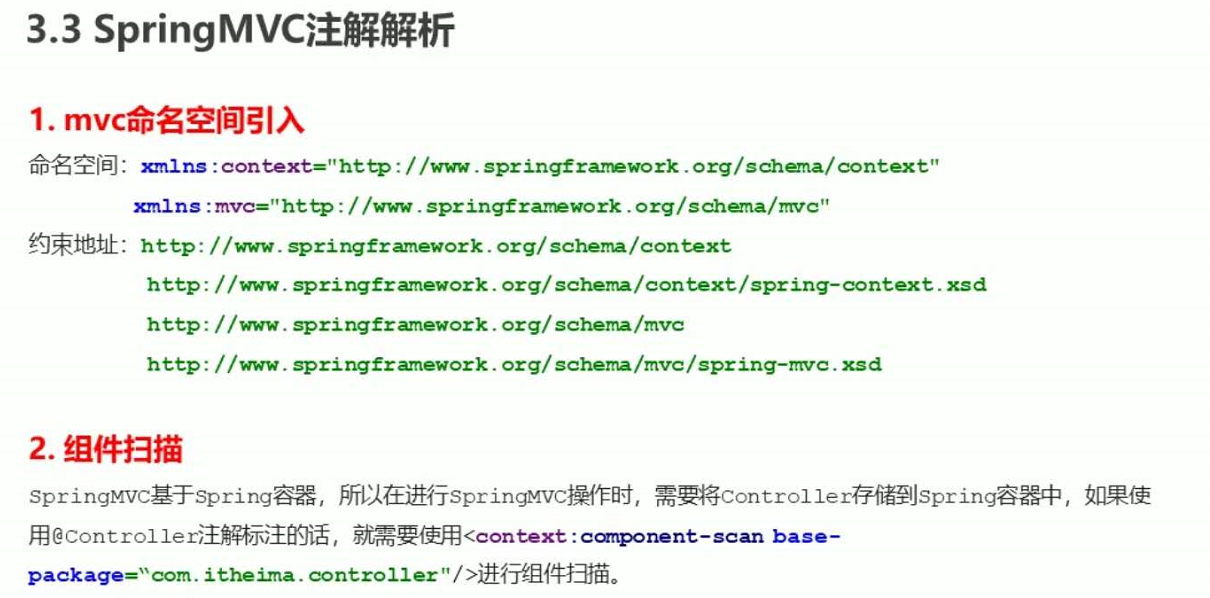 3.3 SpringMVC注解解析
1. mvc命名空间引入
命名空间：xmlns:context="http://www.springframework.org/schema/context"
xmlns:mvc="http://www.springframework.org/schema/mvc"
约束地址：http://www.springframework.org/schema/context
http://www.springframework.org/schema/context/spring-context.xsd
http://www.springframework.org/schema/mvc
http://www.springframework.org/schema/mvc/spring-mvc.xsd
2. 组件扫描
SpringMVC基于Spring容器，所以在进行SpringMVC操作时，需要将Controller存储到Spring容器中，如果使
用@Controller注解标注的话，就需要使用<context:component-scan base-
package=“com.itheima.controller"/>进行组件扫描。